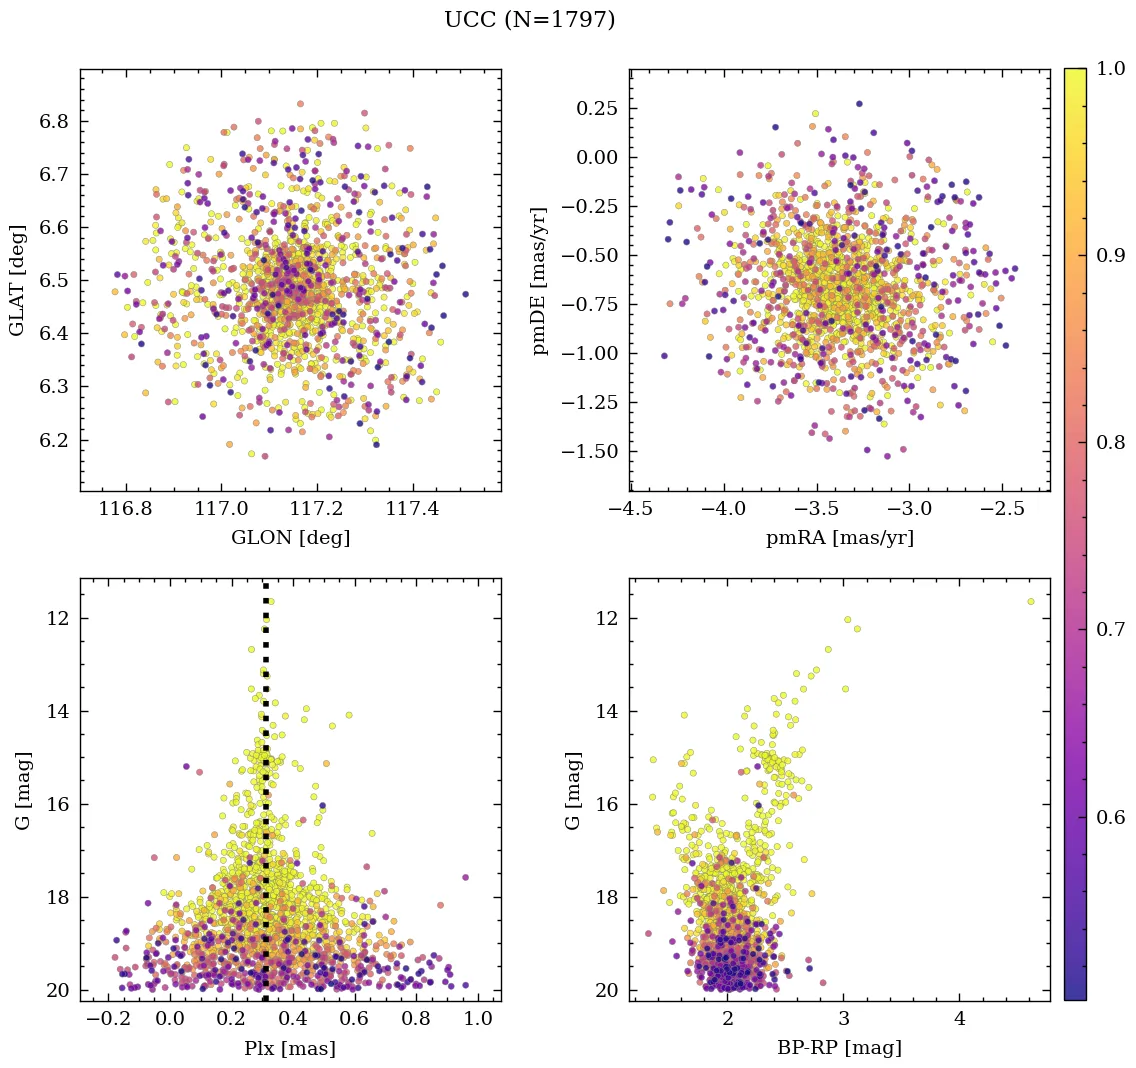 UCC (N=1797)
6.8
6.7
6.6
6.5
6.4
6.3
6.2
GLAT [deg]
116.8 117.0 117.2 117.4
GLON [deg]
0.25
0.00
−0.25
−0.50
−0.75
−1.00
−1.25
−1.50
pmDE [mas/yr]
−4.5 −4.0 −3.5 −3.0 −2.5
pmRA [mas/yr]
1.0
0.9
0.8
0.7
0.6
12
14
16
18
20
G [mag]
−0.2 0.0 0.2 0.4 0.6 0.8 1.0
Plx [mas]
12
14
16
18
20
G [mag]
2 3 4
BP-RP [mag]